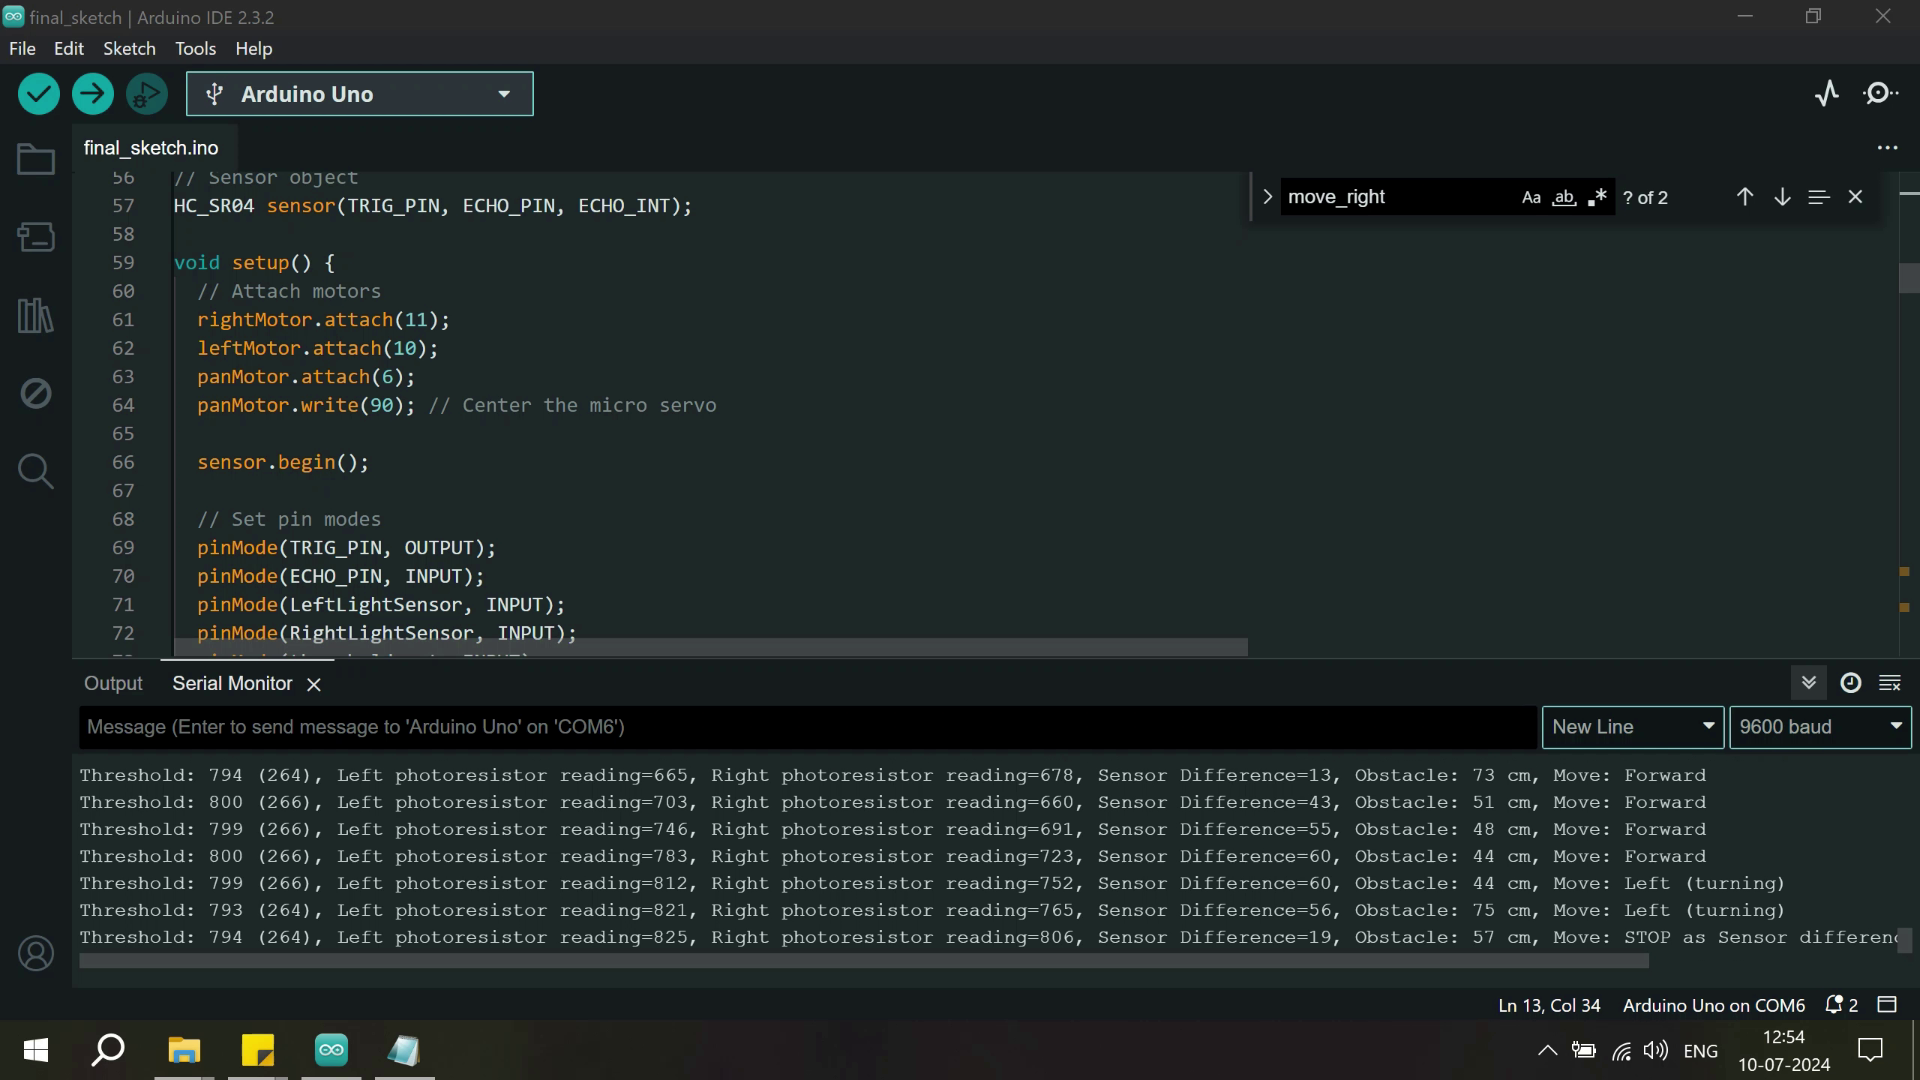 final_sketch | Arduino IDE 2.3.2
File Edit Sketch Tools Help
Arduino Uno
final_sketch.ino
move_right Aa ab ? of 2
56 // Sensor object
57 HC_SR04 sensor(TRIG_PIN, ECHO_PIN, ECHO_INT);
58
59 void setup() {
60 // Attach motors
61 rightMotor.attach(11);
62 leftMotor.attach(10);
63 panMotor.attach(6);
64 panMotor.write(90); // Center the micro servo
65
66 sensor.begin();
67
68 // Set pin modes
69 pinMode(TRIG_PIN, OUTPUT);
70 pinMode(ECHO_PIN, INPUT);
71 pinMode(LeftLightSensor, INPUT);
72 pinMode(RightLightSensor, INPUT);
Output Serial Monitor
Message (Enter to send message to 'Arduino Uno' on 'COM6') New Line 9600 baud
Threshold: 794 (264), Left photoresistor reading=665, Right photoresistor reading=678, Sensor Difference=13, Obstacle: 73 cm, Move: Forward
Threshold: 800 (266), Left photoresistor reading=703, Right photoresistor reading=660, Sensor Difference=43, Obstacle: 51 cm, Move: Forward
Threshold: 799 (266), Left photoresistor reading=746, Right photoresistor reading=691, Sensor Difference=55, Obstacle: 48 cm, Move: Forward
Threshold: 800 (266), Left photoresistor reading=783, Right photoresistor reading=723, Sensor Difference=60, Obstacle: 44 cm, Move: Forward
Threshold: 799 (266), Left photoresistor reading=812, Right photoresistor reading=752, Sensor Difference=60, Obstacle: 44 cm, Move: Left (turning)
Threshold: 793 (264), Left photoresistor reading=821, Right photoresistor reading=765, Sensor Difference=56, Obstacle: 75 cm, Move: Left (turning)
Threshold: 794 (264), Left photoresistor reading=825, Right photoresistor reading=806, Sensor Difference=19, Obstacle: 57 cm, Move: STOP as Sensor differenc
Ln 13, Col 34 Arduino Uno on COM6 2
ENG
12:54
10-07-2024